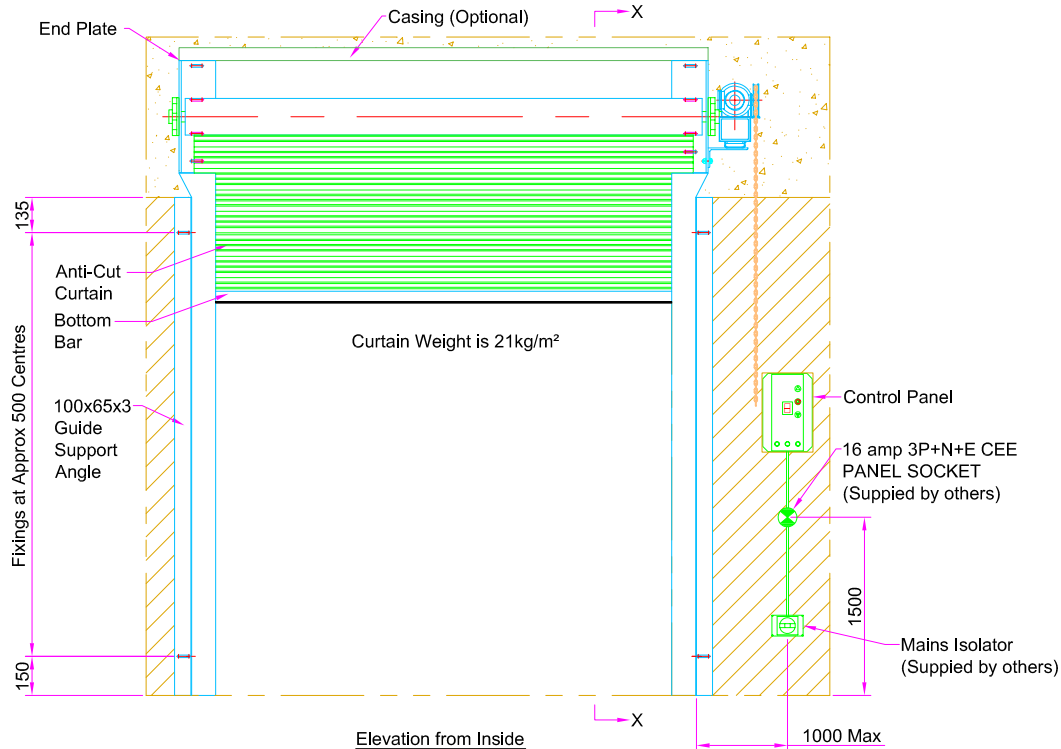 X
Casing (Optional)
End Plate
135
Anti-Cut
Curtain
Bottom
Bar
Curtain Weight is 21kg/m²
Fixings at Approx 500 Centres
100x65x3
Guide
Support
Angle
Control Panel
16 amp 3P+N+E CEE
PANEL SOCKET
(Suppied by others)
1500
Mains Isolator
(Suppied by others)
150
X
1000 Max
Elevation from Inside